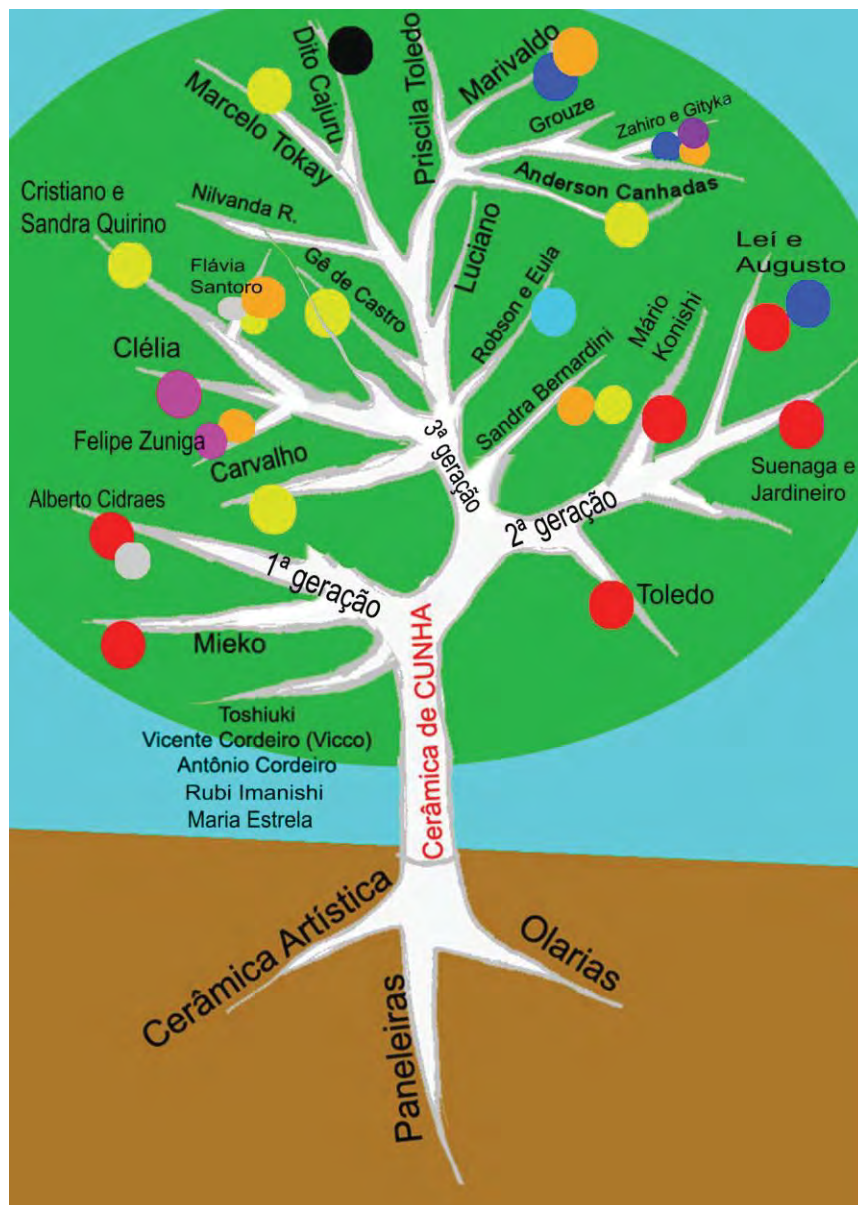 Dito Cajuru
Priscila Toledo
Marivaldo
Marcelo Tokay
Grouze
Zahiro e Gityka
Anderson Canhadas
Cristiano e
Sandra Quirino
Nilvanda R.
Flávia
Santoro
Gê de Castro
Luciano
Robson e Eula
Leí e
Augusto
Mário
Konishi
Clélia
Sandra Bernardini
Felipe Zuniga
Carvalho
3ª geração
Suenaga e
Jardineiro
Alberto Cidraes
1ª geração
2ª geração
Toledo
Mieko
Cerâmica de CUNHA
Toshiuki
Vicente Cordeiro (Vicco)
Antônio Cordeiro
Rubi Imanishi
Maria Estrela
Cerâmica Artística
Paneleiras
Olarias